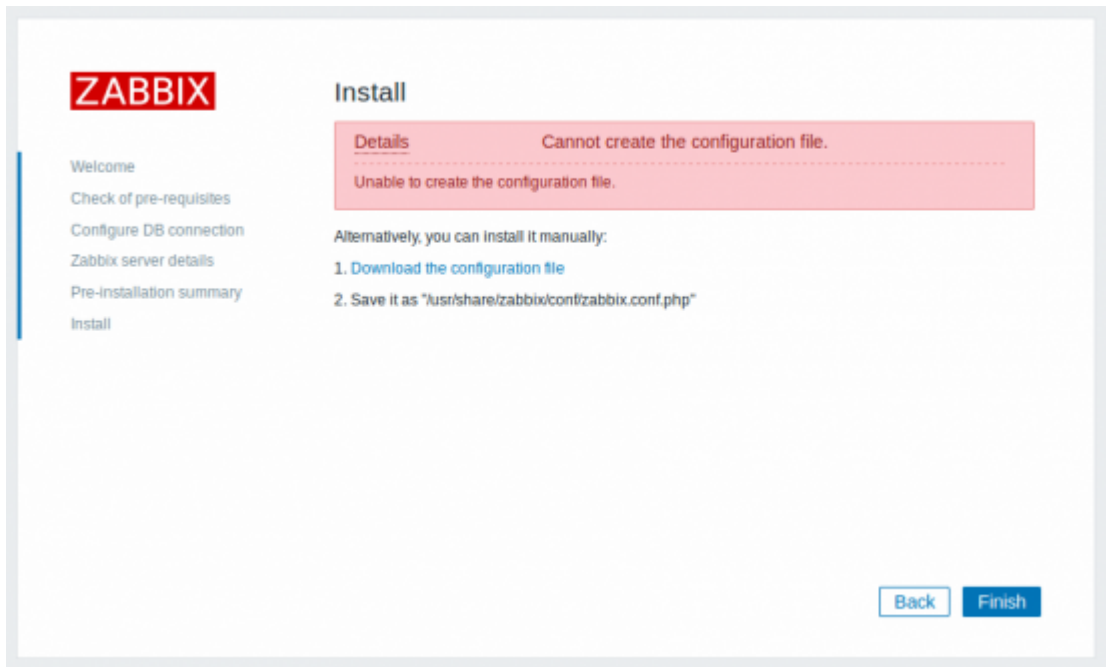 ZABBIX
Welcome
Check of pre-requisites
Configure DB connection
Zabbix server details
Pre-installation summary
Install
Install
Details Cannot create the configuration file.
Unable to create the configuration file.
Alternatively, you can install it manually:
1. Download the configuration file
2. Save it as "/usr/share/zabbix/conf/zabbix.conf.php"
Back Finish